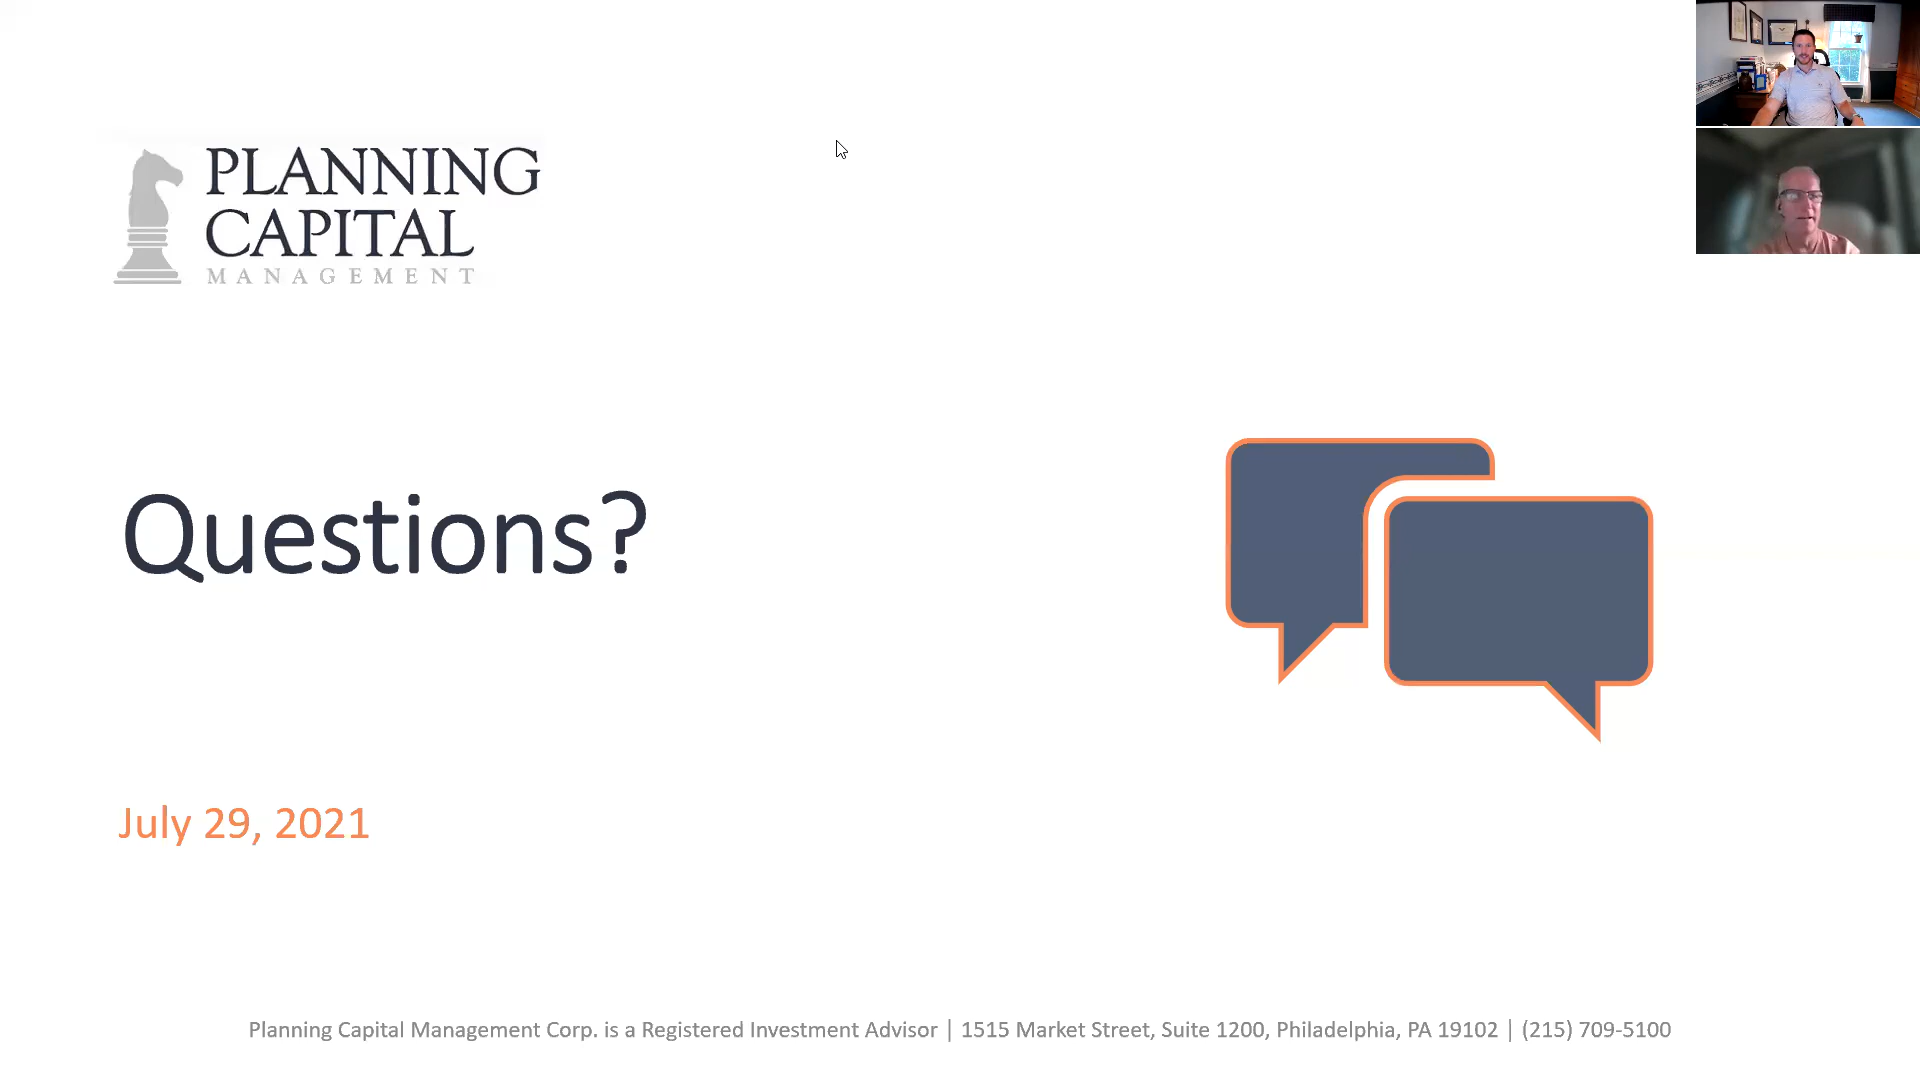 PLANNING
CAPITAL
MANAGEMENT
Questions?
July 29, 2021
Planning Capital Management Corp. is a Registered Investment Advisor | 1515 Market Street, Suite 1200, Philadelphia, PA 19102 | (215) 709-5100